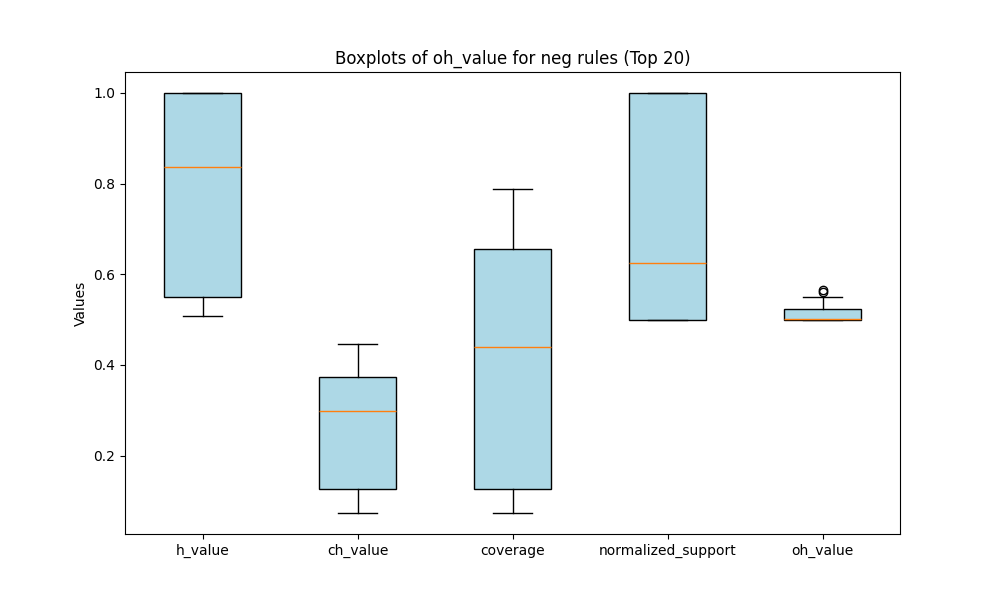 Boxplots of oh_value for neg rules (Top 20)
Values
1.0
0.8
0.6
0.4
0.2
h_value
ch_value
coverage
normalized_support
oh_value